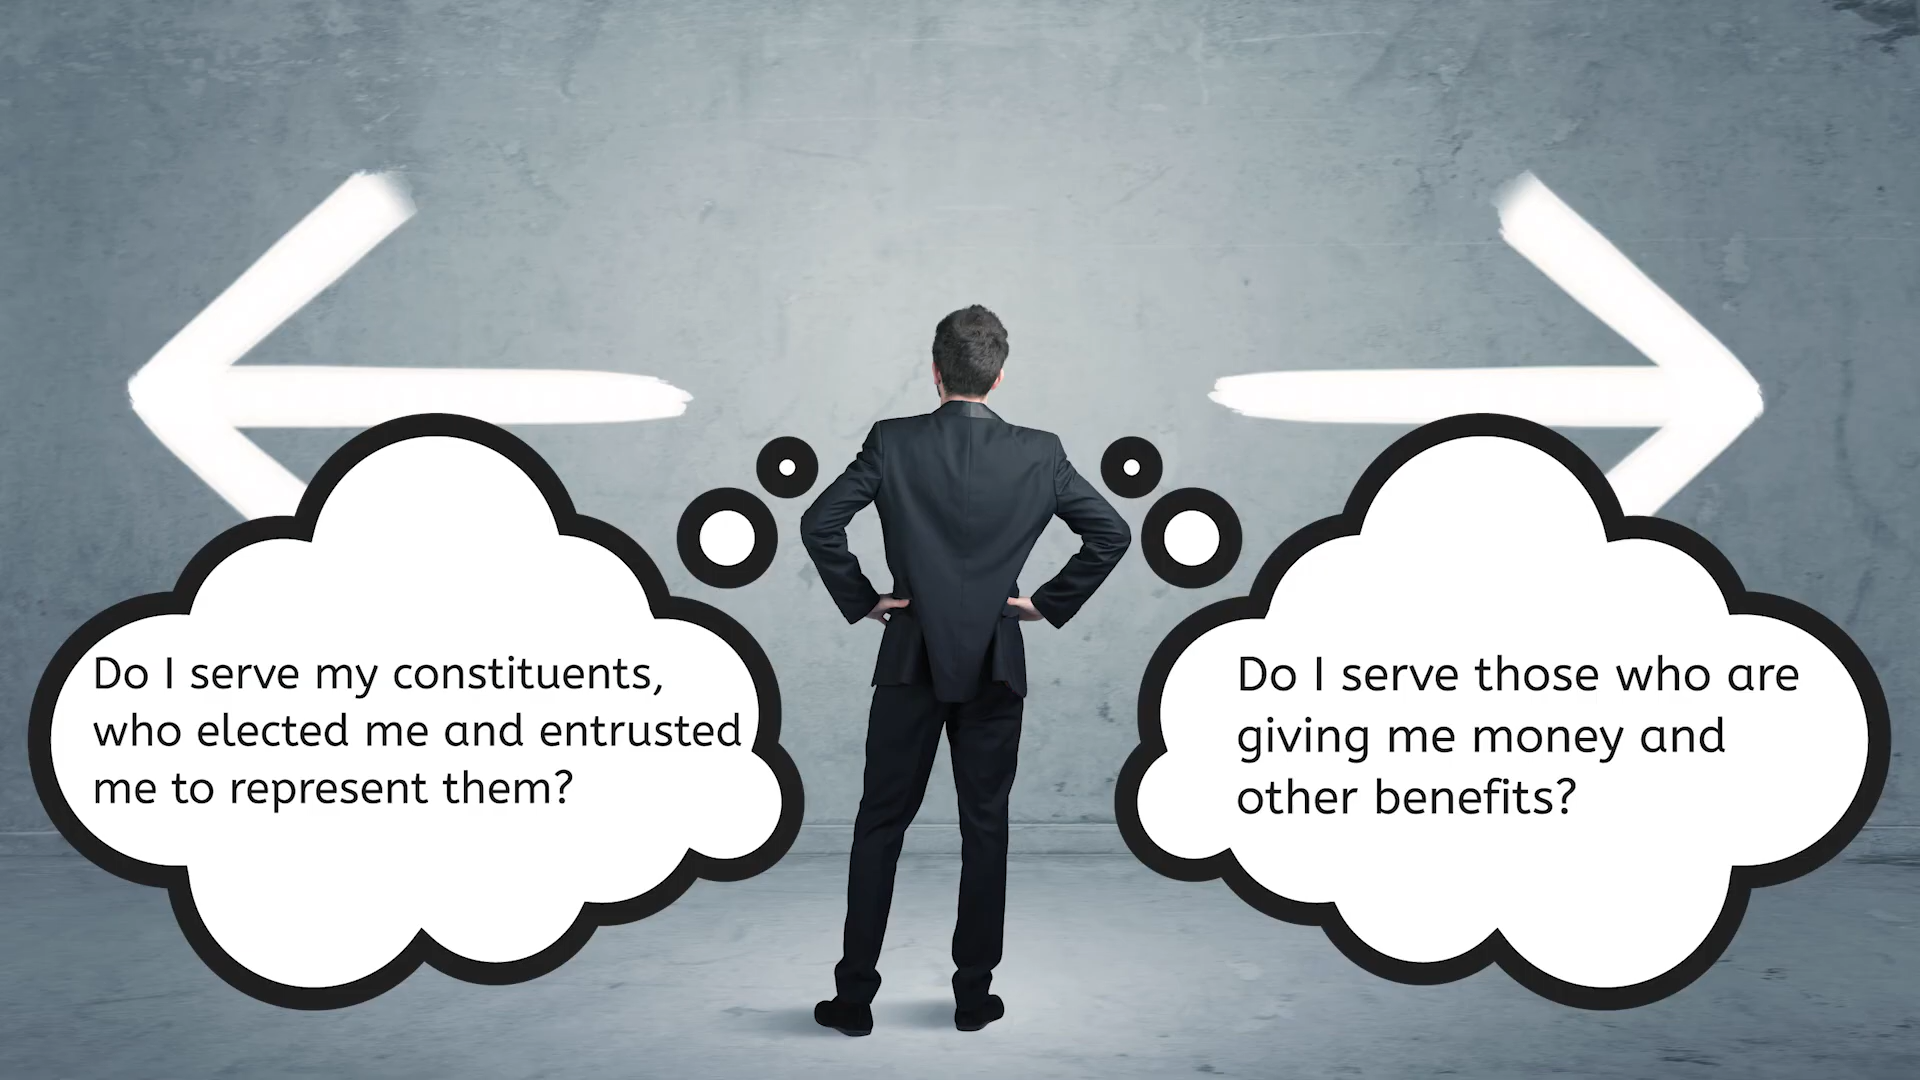 Do I serve my constituents,
who elected me and entrusted
me to represent them?
Do I serve those who are
giving me money and
other benefits?